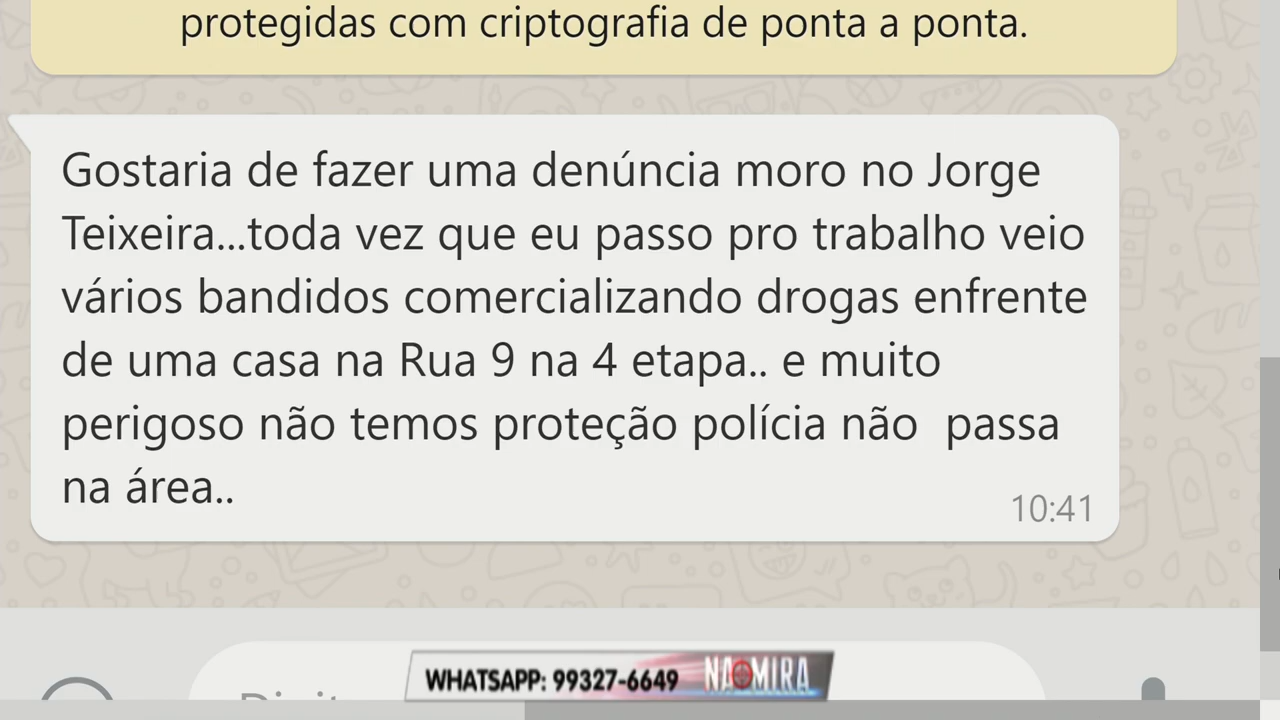 protegidas com criptografia de ponta a ponta.
Gostaria de fazer uma denúncia moro no Jorge
Teixeira...toda vez que eu passo pro trabalho veio
vários bandidos comercializando drogas enfrente
de uma casa na Rua 9 na 4 etapa.. e muito
perigoso não temos proteção polícia não  passa
na área..
10:41
WHATSAPP: 99327-6649 NA MIRA